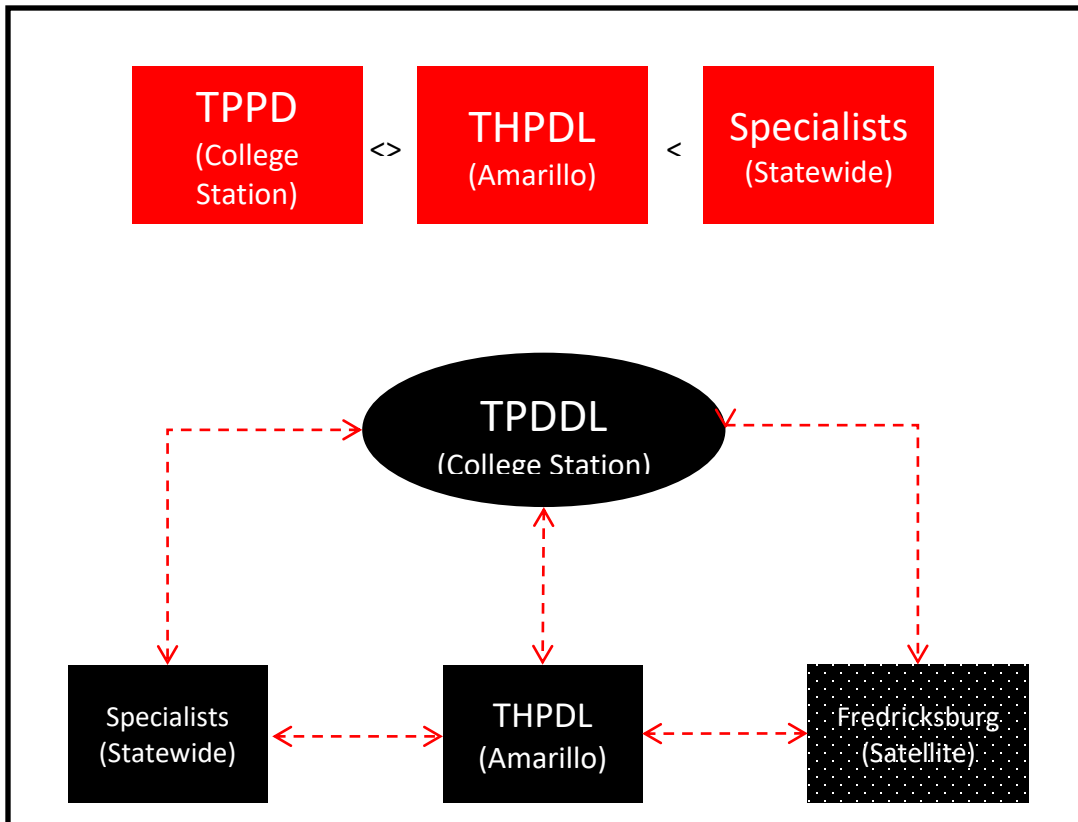 TPPD
(College
Station)
<>
THPDL
(Amarillo)
<
Specialists
(Statewide)
TPDDL
(College Station)
Specialists
(Statewide)
THPDL
(Amarillo)
Fredricksburg
(Satellite)